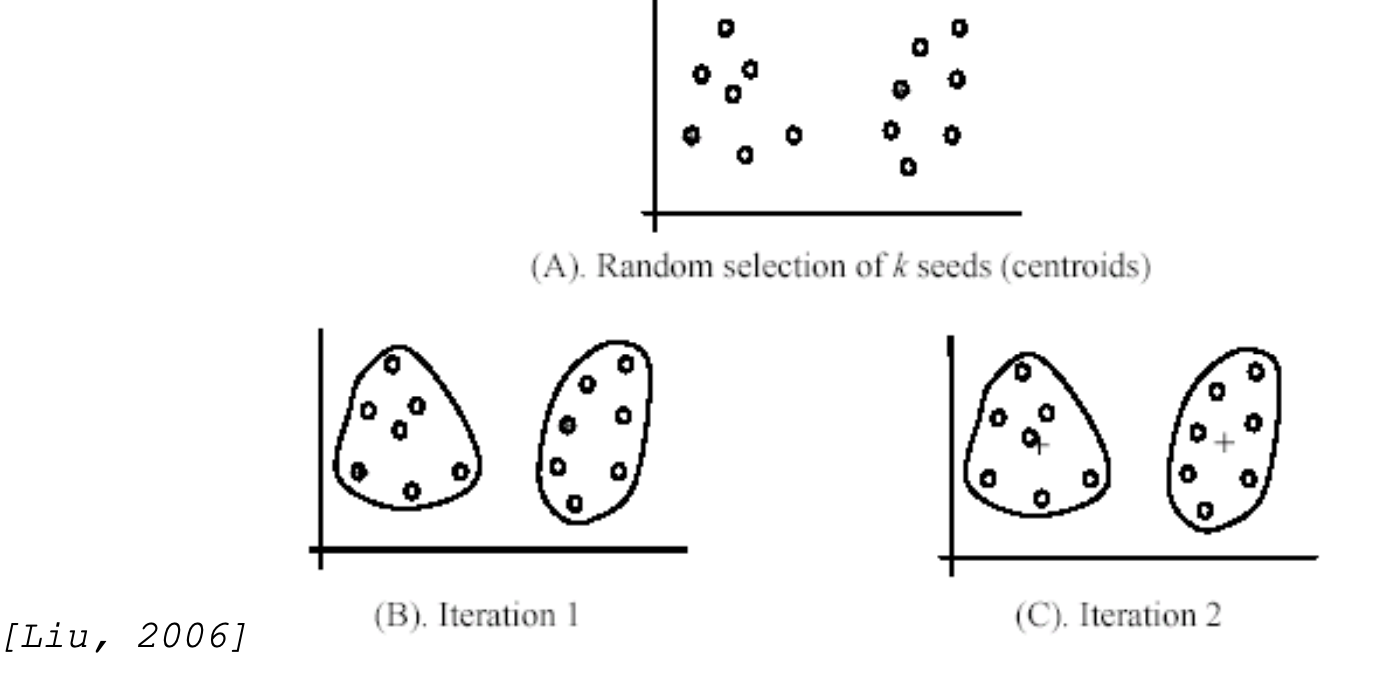 (A). Random selection of k seeds (centroids)
(B). Iteration 1
(C). Iteration 2
[Liu, 2006]